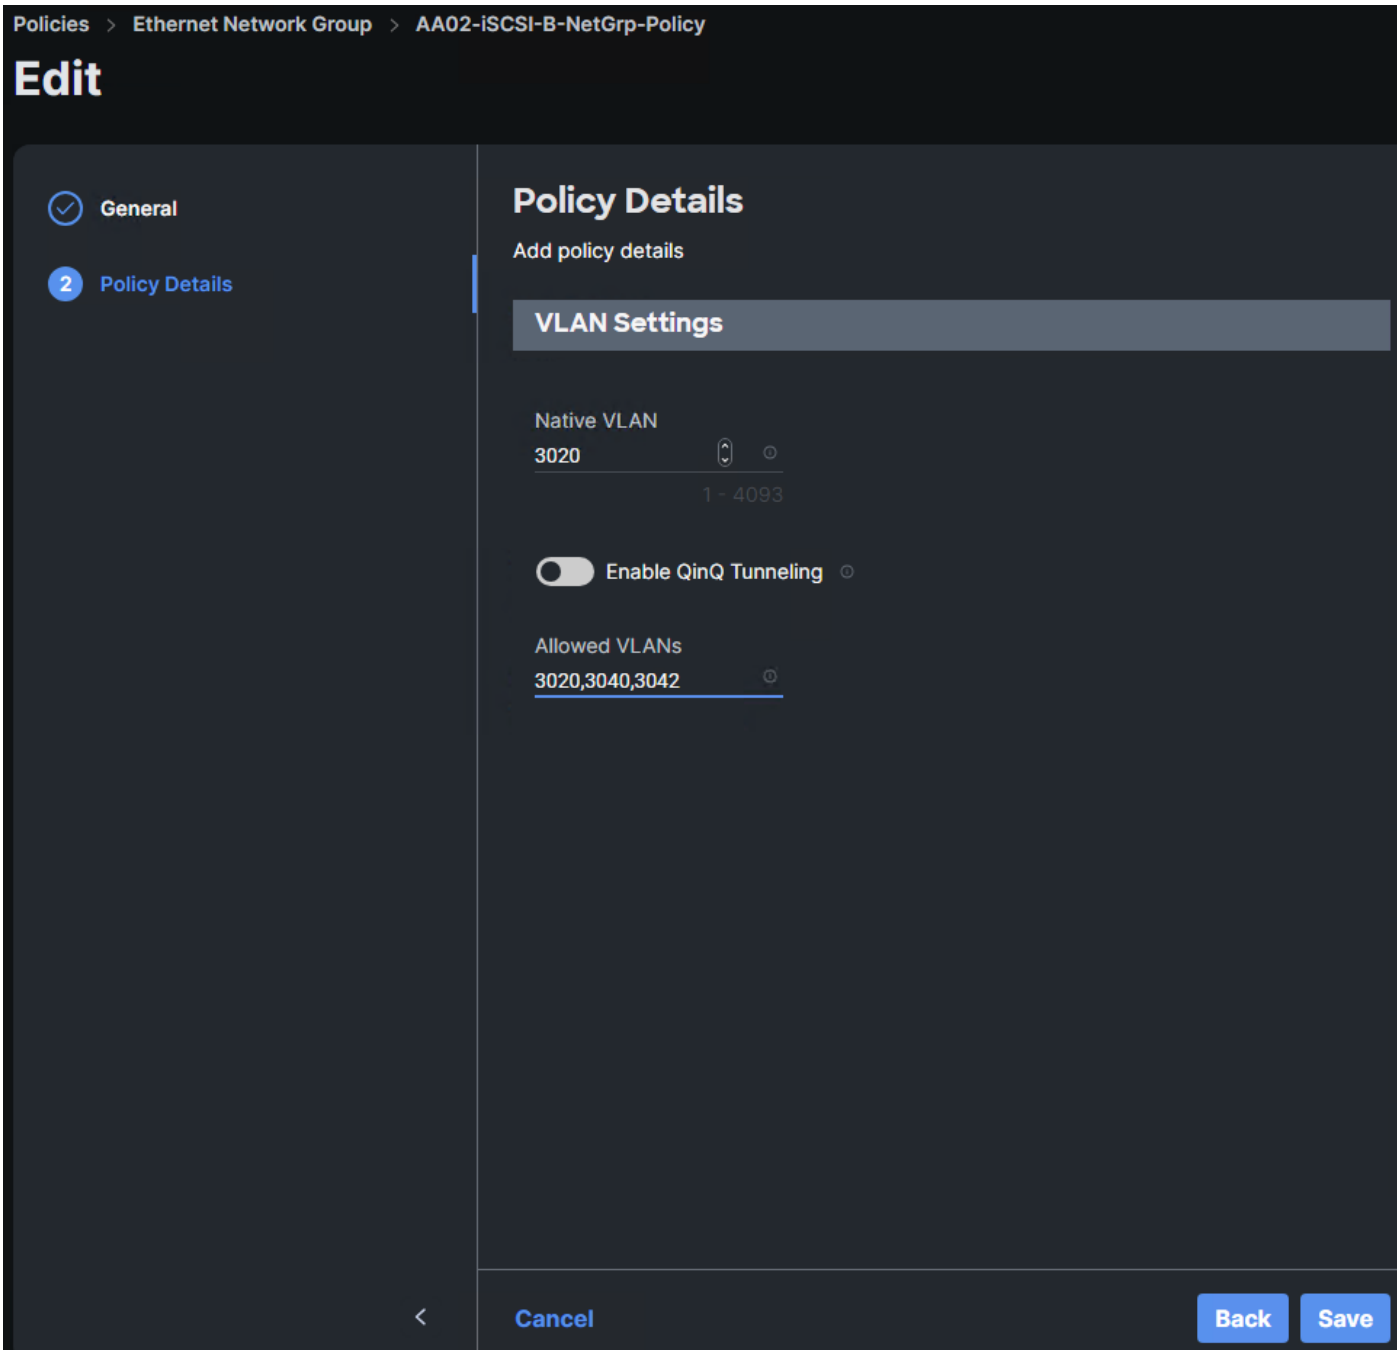 Policies > Ethernet Network Group > AA02-iSCSI-B-NetGrp-Policy
Edit
General
2 Policy Details
Policy Details
Add policy details
VLAN Settings
Native VLAN
3020
1 - 4093
Enable QinQ Tunneling
Allowed VLANs
3020,3040,3042
Cancel
Back
Save